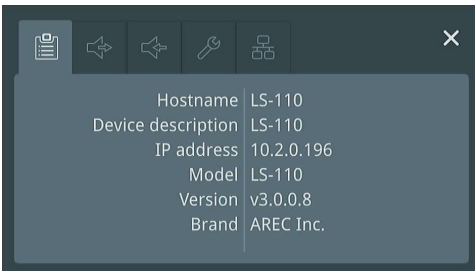 Hostname LS-110
Device description LS-110
IP address 10.2.0.196
Model LS-110
Version v3.0.0.8
Brand AREC Inc.